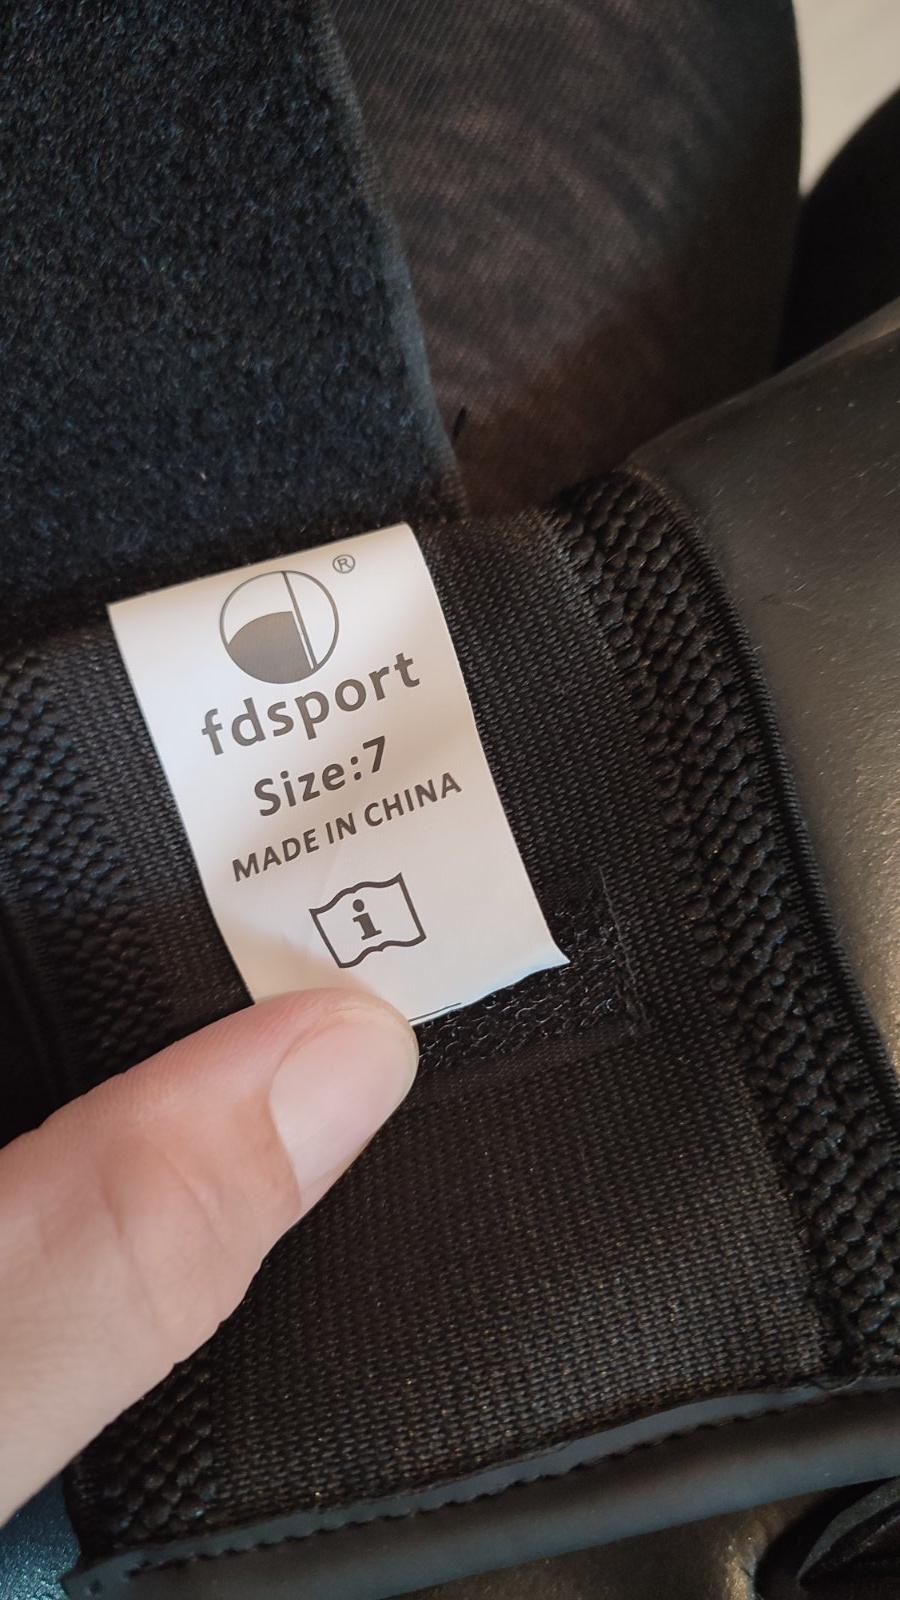 ®
fdsport
Size:7
MADE IN CHINA
i